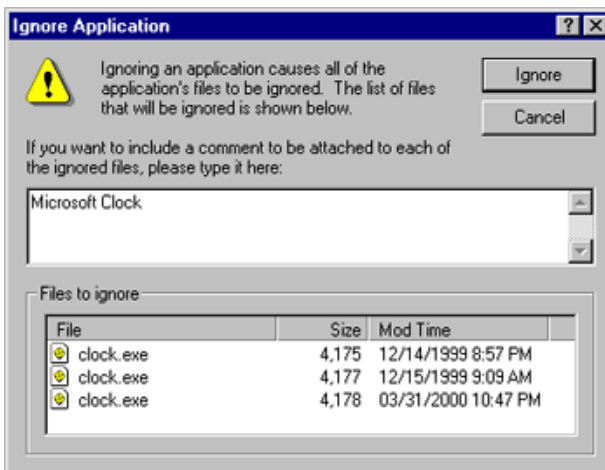 Ignore Application
Ignoring an application causes all of the
application's files to be ignored. The list of files
that will be ignored is shown below.
Ignore
Cancel
If you want to include a comment to be attached to each of
the ignored files, please type it here:
Microsoft Clock
Files to ignore
File Size Mod Time
clock.exe 4,175 12/14/1999 8:57 PM
clock.exe 4,177 12/15/1999 9:09 AM
clock.exe 4,178 03/31/2000 10:47 PM